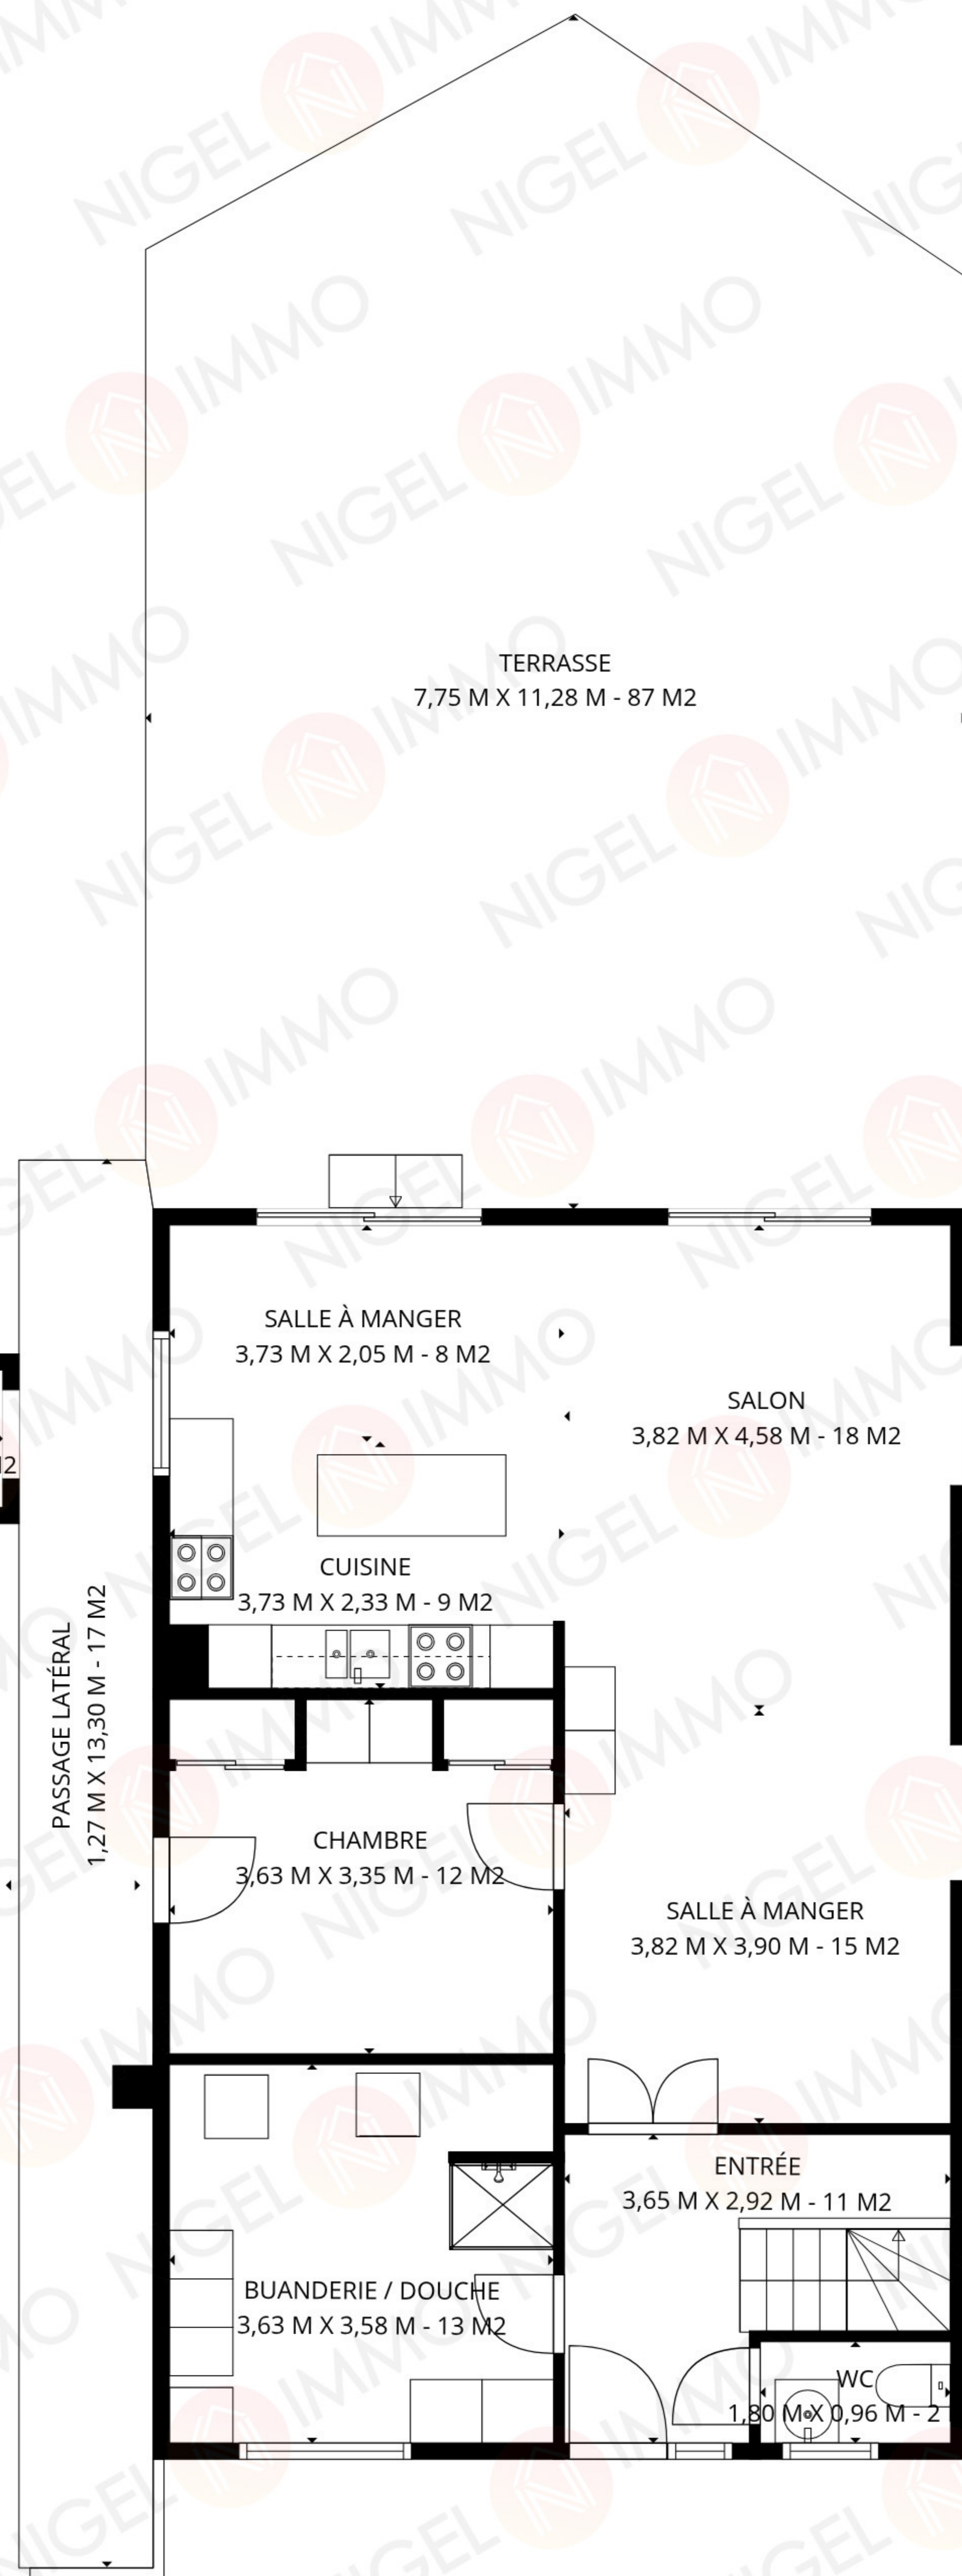 TERRASSE
7,75 M X 11,28 M - 87 M2
SALLE À MANGER
3,73 M X 2,05 M - 8 M2
SALON
3,82 M X 4,58 M - 18 M2
CUISINE
3,73 M X 2,33 M - 9 M2
PASSAGE LATÉRAL
1,27 M X 13,30 M - 17 M2
CHAMBRE
3,63 M X 3,35 M - 12 M2
SALLE À MANGER
3,82 M X 3,90 M - 15 M2
ENTRÉE
3,65 M X 2,92 M - 11 M2
BUANDERIE / DOUCHE
3,63 M X 3,58 M - 13 M2
WC
1,80 M X 0,96 M - 2
NIGEL IMMO